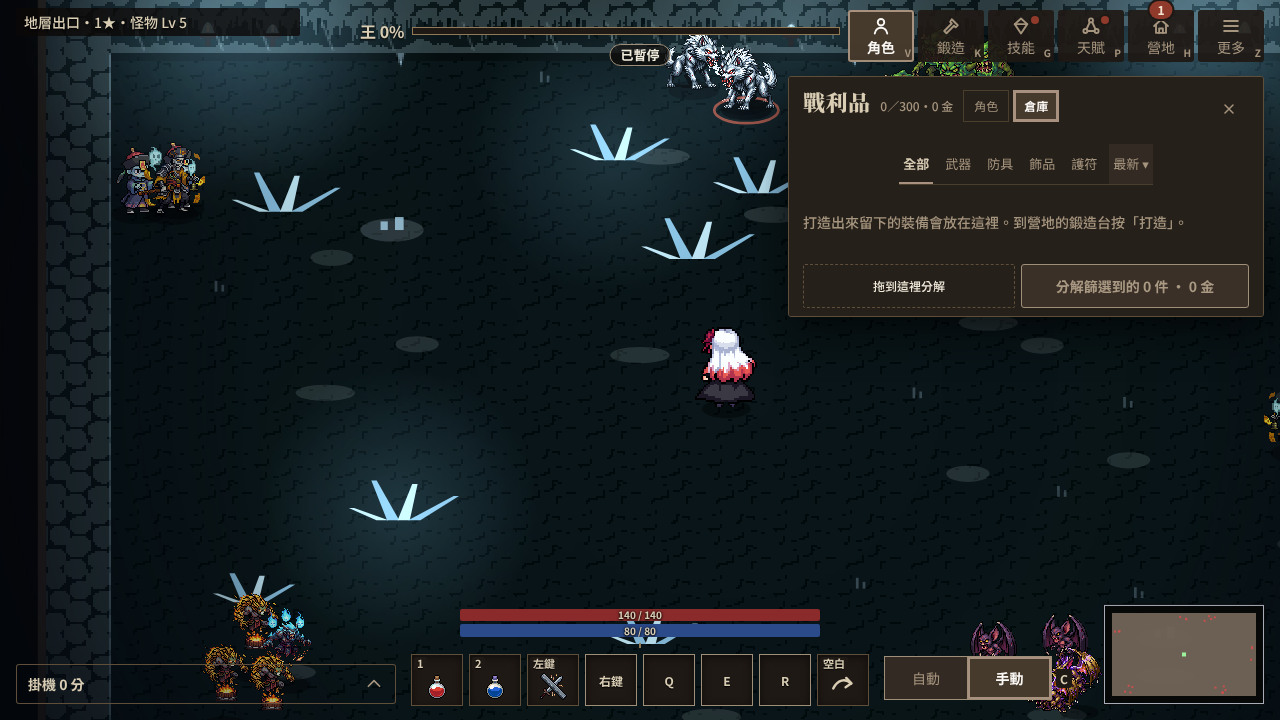 地層出口・1★・怪物 Lv 5
王 0%
已暫停
角色 V
鍛造 K
技能 G
天賦 P
1
營地 H
更多 Z
戰利品 0／300・0 金 角色 倉庫 ×
全部 武器 防具 飾品 護符 最新 ▾
打造出來留下的裝備會放在這裡。到營地的鍛造台按「打造」。
拖到這裡分解
分解篩選到的 0 件 ・ 0 金
140 / 140
80 / 80
掛機 0 分
1
2
左鍵
右鍵
Q
E
R
空白
自動
手動
C